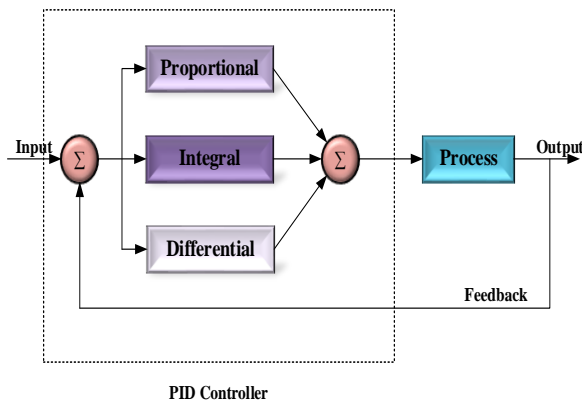 Proportional
Input
∑
Integral
∑
Process
Output
Differential
Feedback
PID Controller